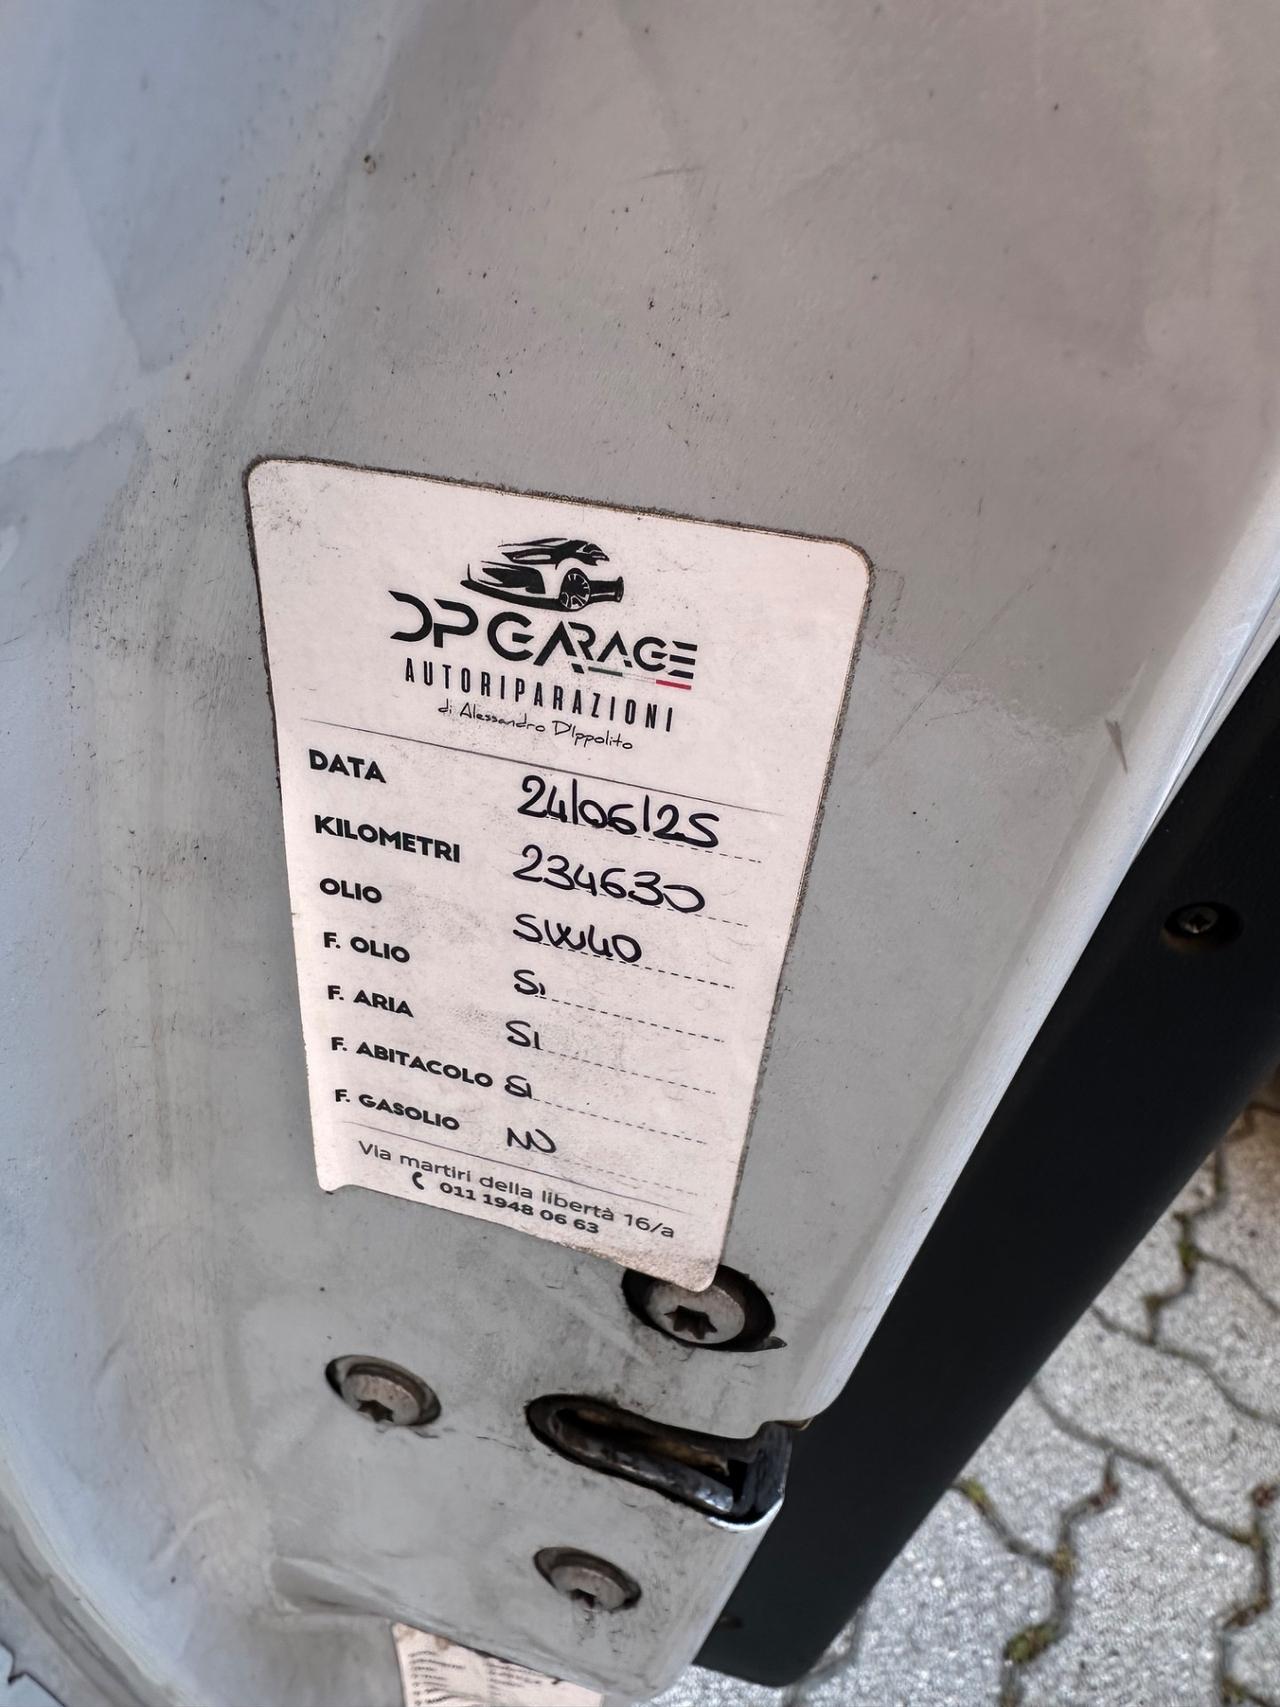 DP GARAGE
AUTORIPARAZIONI
di Alessandro D'Ippolito
DATA 24/06/25
KILOMETRI 234630
OLIO 5W40
F. OLIO Si
F. ARIA Si
F. ABITACOLO Si
F. GASOLIO NO
Via martiri della libertà 16/a
011 1948 06 63